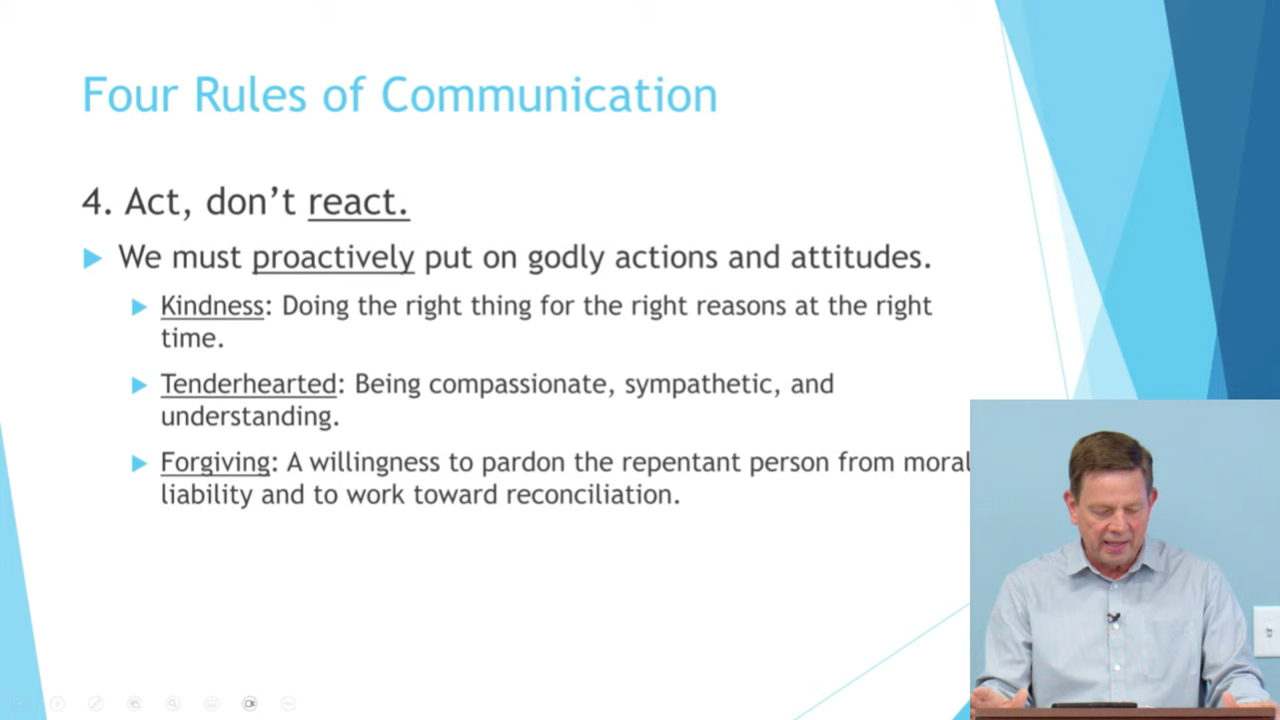 Four Rules of Communication
4. Act, don’t react.
We must proactively put on godly actions and attitudes.
Kindness: Doing the right thing for the right reasons at the right
time.
Tenderhearted: Being compassionate, sympathetic, and
understanding.
Forgiving: A willingness to pardon the repentant person from moral
liability and to work toward reconciliation.